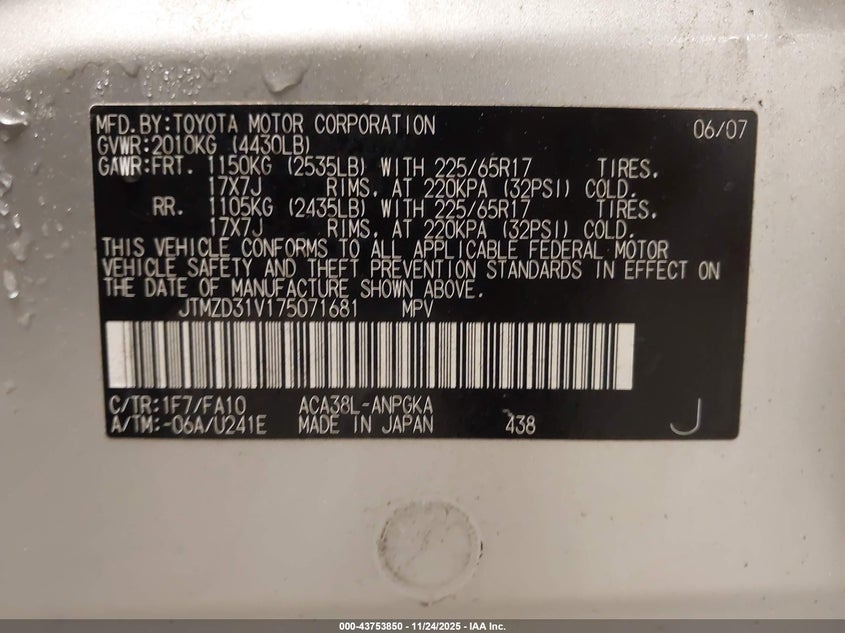 MFD.BY:TOYOTA MOTOR CORPORATION 06/07
GVWR:2010KG (4430LB)
GAWR:FRT. 1150KG (2535LB) WITH 225/65R17 TIRES.
17X7J RIMS, AT 220KPA (32PSI) COLD.
RR. 1105KG (2435LB) WITH 225/65R17 TIRES,
17X7J RIMS, AT 220KPA (32PSI) COLD.
THIS VEHICLE CONFORMS TO ALL APPLICABLE FEDERAL MOTOR
VEHICLE SAFETY AND THEFT PREVENTION STANDARDS IN EFFECT ON
THE DATE OF MANUFACTURE SHOWN ABOVE.
JTMZD31V175071681 MPV
C/TR:1F7/FA10 ACA38L-ANPGKA
A/TM:-06A/U241E MADE IN JAPAN 438 J
000-43753850 - 11/24/2025 - IAA Inc.